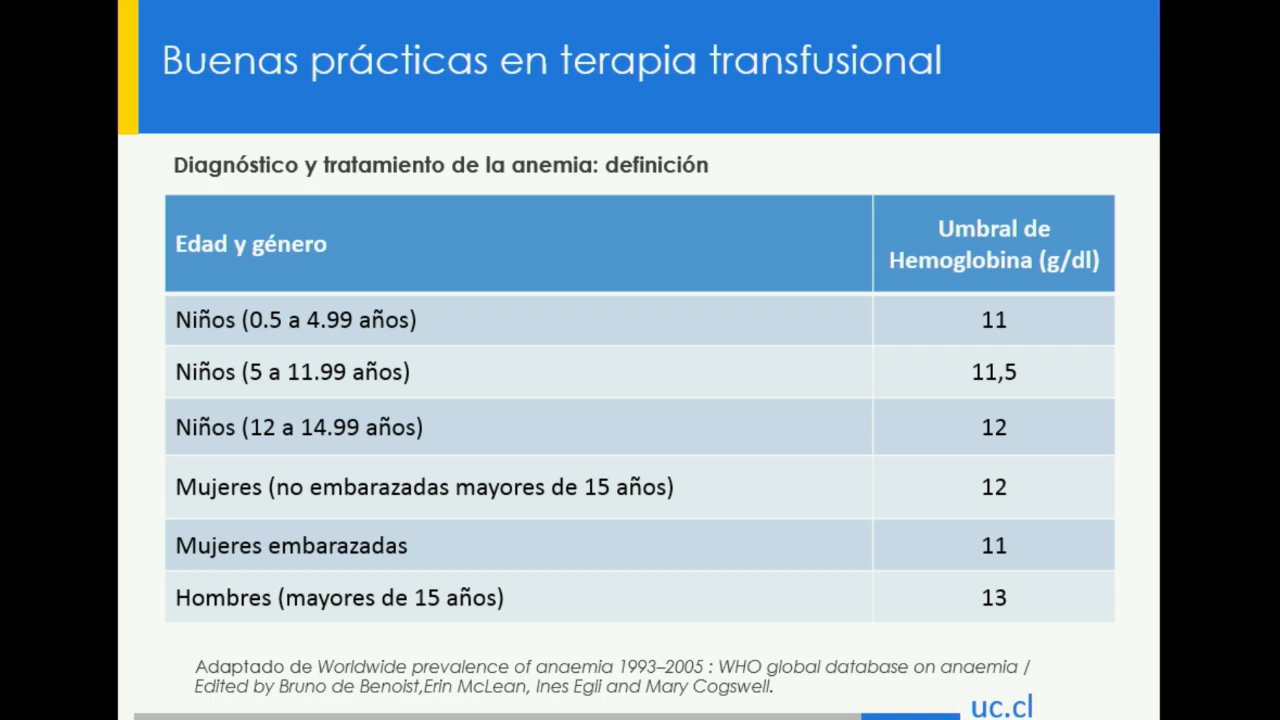 Buenas prácticas en terapia transfusional
Diagnóstico y tratamiento de la anemia: definición
Edad y género
Umbral de
Hemoglobina (g/dl)
Niños (0.5 a 4.99 años)
11
Niños (5 a 11.99 años)
11,5
Niños (12 a 14.99 años)
12
Mujeres (no embarazadas mayores de 15 años)
12
Mujeres embarazadas
11
Hombres (mayores de 15 años)
13
Adaptado de Worldwide prevalence of anaemia 1993–2005 : WHO global database on anaemia /
Edited by Bruno de Benoist,Erin McLean, Ines Egli and Mary Cogswell.
uc.cl